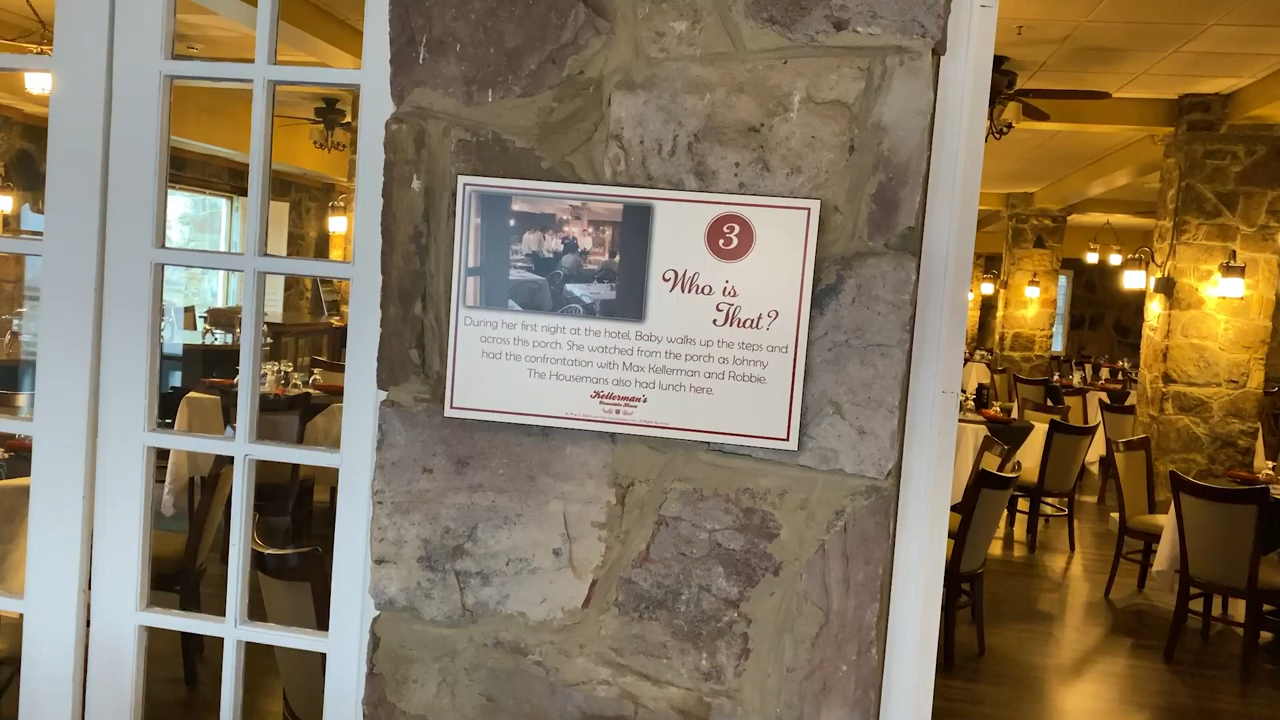 3
Who is
That?
During her first night at the hotel, Baby walks up the steps and
across this porch. She watched from the porch as Johnny
had the confrontation with Max Kellerman and Robbie.
The Housemans also had lunch here.
Kellerman's
Mountain House